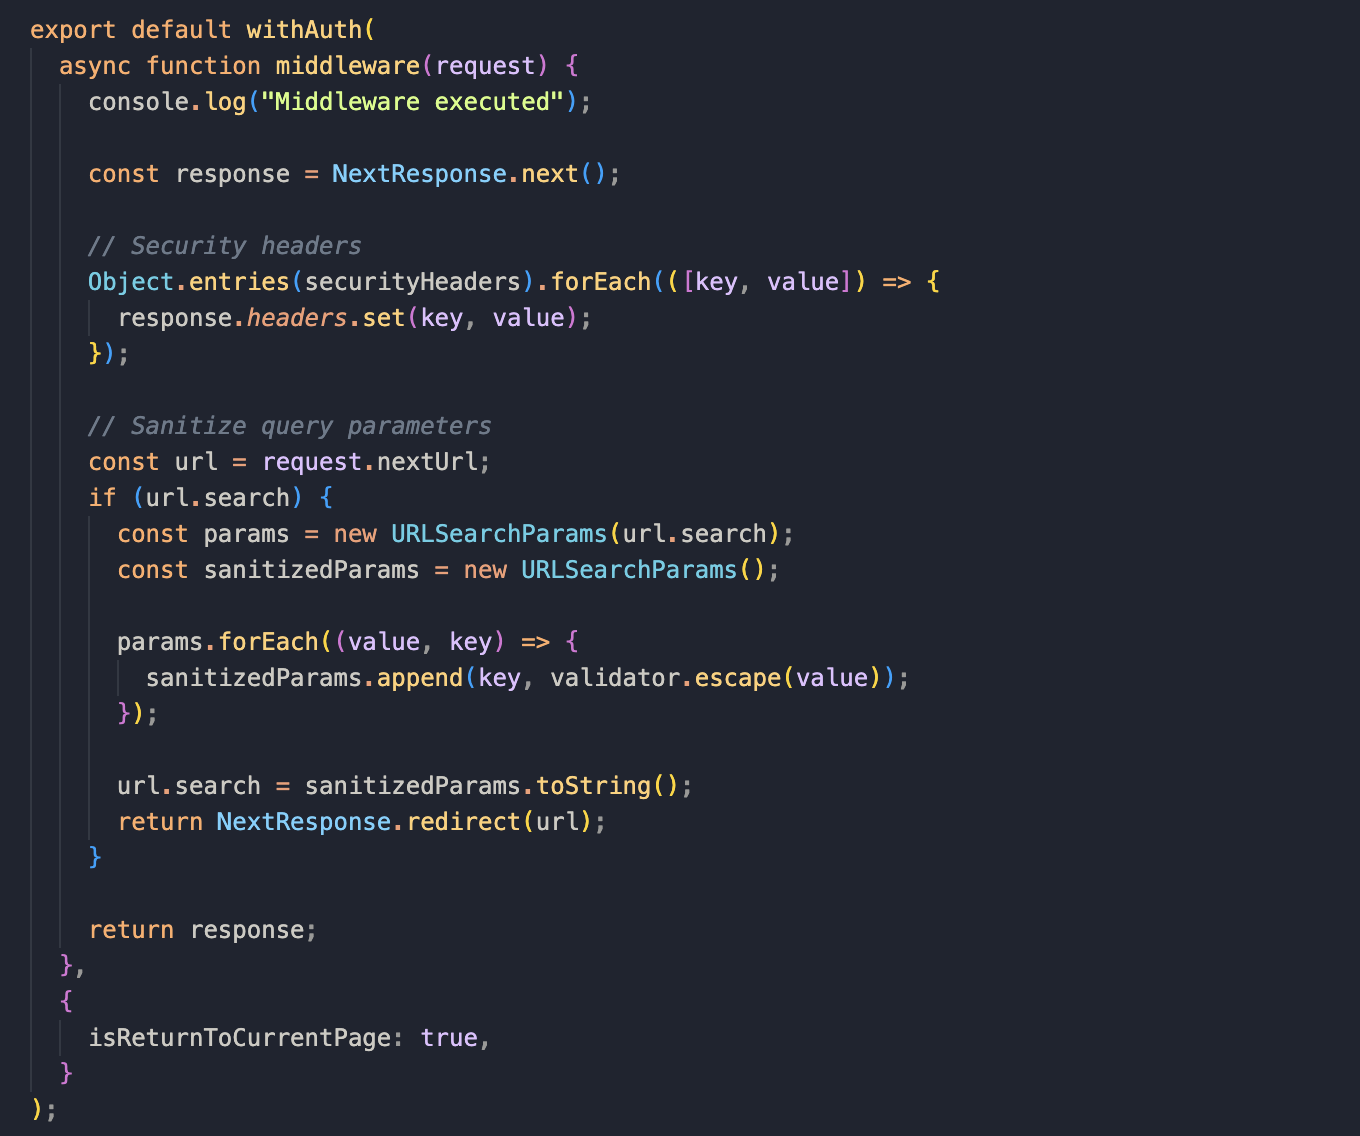 export default withAuth(
  async function middleware(request) {
    console.log("Middleware executed");

    const response = NextResponse.next();

    // Security headers
    Object.entries(securityHeaders).forEach(([key, value]) => {
      response.headers.set(key, value);
    });

    // Sanitize query parameters
    const url = request.nextUrl;
    if (url.search) {
      const params = new URLSearchParams(url.search);
      const sanitizedParams = new URLSearchParams();

      params.forEach((value, key) => {
        sanitizedParams.append(key, validator.escape(value));
      });

      url.search = sanitizedParams.toString();
      return NextResponse.redirect(url);
    }

    return response;
  },
  {
    isReturnToCurrentPage: true,
  }
);